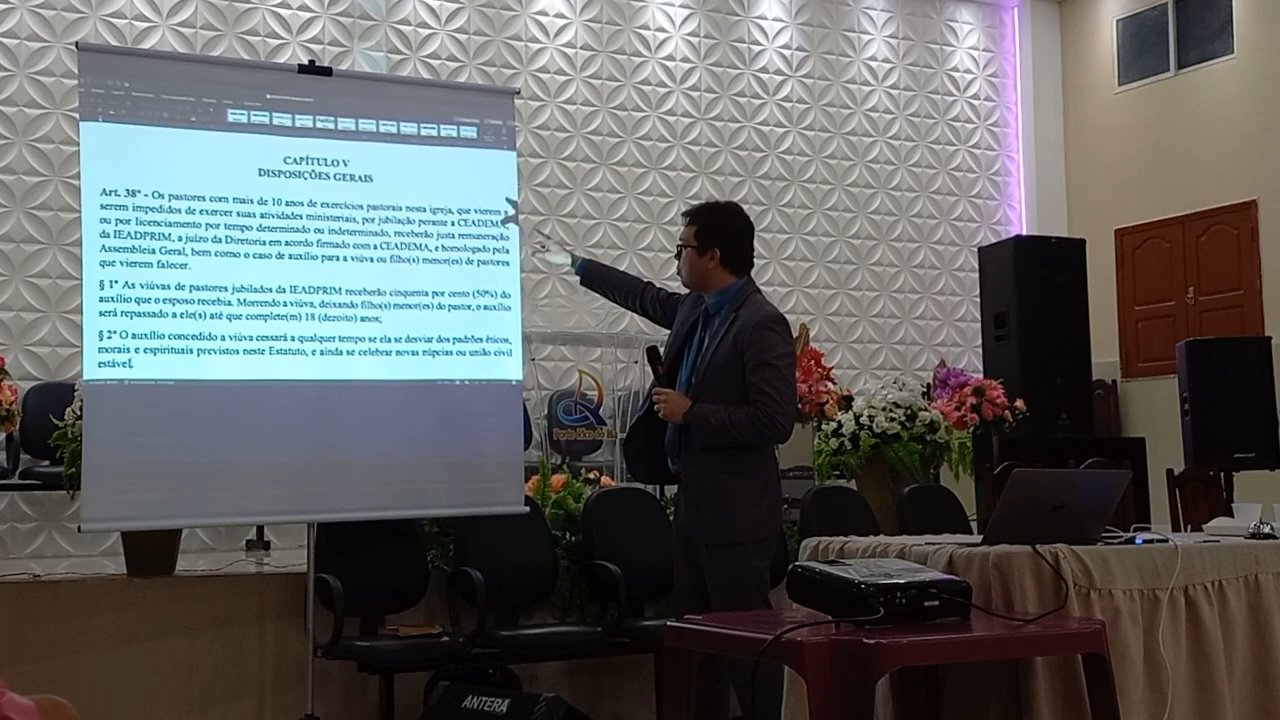 CAPÍTULO V
DISPOSIÇÕES GERAIS
Art. 38º - Os pastores com mais de 10 anos de exercícios pastorais nesta igreja, que vierem a
serem impedidos de exercer suas atividades ministeriais, por jubilação perante a CEADEMA,
ou por licenciamento por tempo determinado ou indeterminado, receberão justa remuneração
da IEADPRIM, a juízo da Diretoria em acordo firmado com a CEADEMA, e homologado pela
Assembleia Geral, bem como o caso de auxílio para a viúva ou filho(s) menor(es) de pastores
que vierem falecer.
§ 1º As viúvas de pastores jubilados da IEADPRIM receberão cinquenta por cento (50%) do
auxílio que o esposo recebia. Morrendo a viúva, deixando filho(s) menor(es) do pastor, o auxílio
será repassado a ele(s) até que complete(m) 18 (dezoito) anos;
§ 2º O auxílio concedido a viúva cessará a qualquer tempo se ela se desviar dos padrões éticos,
morais e espirituais previstos neste Estatuto, e ainda se celebrar novas núpcias ou união civil
estável.
Porto Rico do Ma
ANTERA